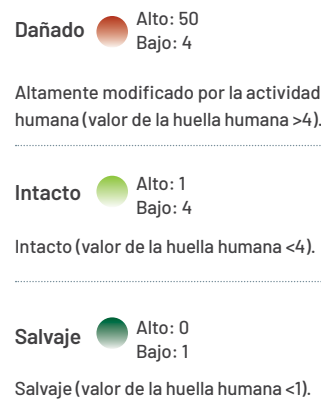 Dañado
Alto: 50
Bajo: 4
Altamente modificado por la actividad
humana (valor de la huella humana >4).
Intacto
Alto: 1
Bajo: 4
Intacto (valor de la huella humana <4).
Salvaje
Alto: 0
Bajo: 1
Salvaje (valor de la huella humana <1).